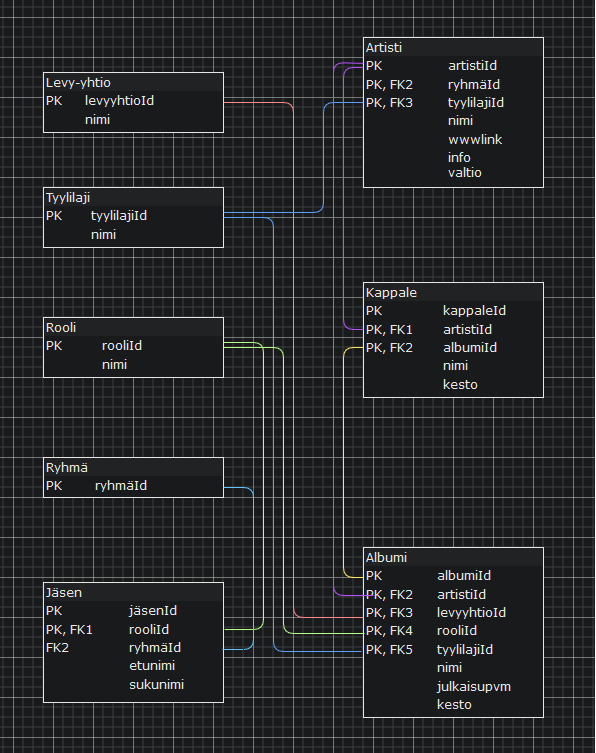 Levy-yhtio
PK levyyhtioId
nimi
Tyylilaji
PK tyylilajiId
nimi
Rooli
PK rooliId
nimi
Ryhmä
PK ryhmäId
Jäsen
PK jäsenId
PK, FK1 rooliId
FK2 ryhmäId
etunimi
sukunimi
Artisti
PK artistiId
PK, FK2 ryhmäId
PK, FK3 tyylilajiId
nimi
wwwlink
info
valtio
Kappale
PK kappaleId
PK, FK1 artistiId
PK, FK2 albumiId
nimi
kesto
Albumi
PK albumiId
PK, FK2 artistiId
PK, FK3 levyyhtioId
PK, FK4 rooliId
PK, FK5 tyylilajiId
nimi
julkaisupvm
kesto